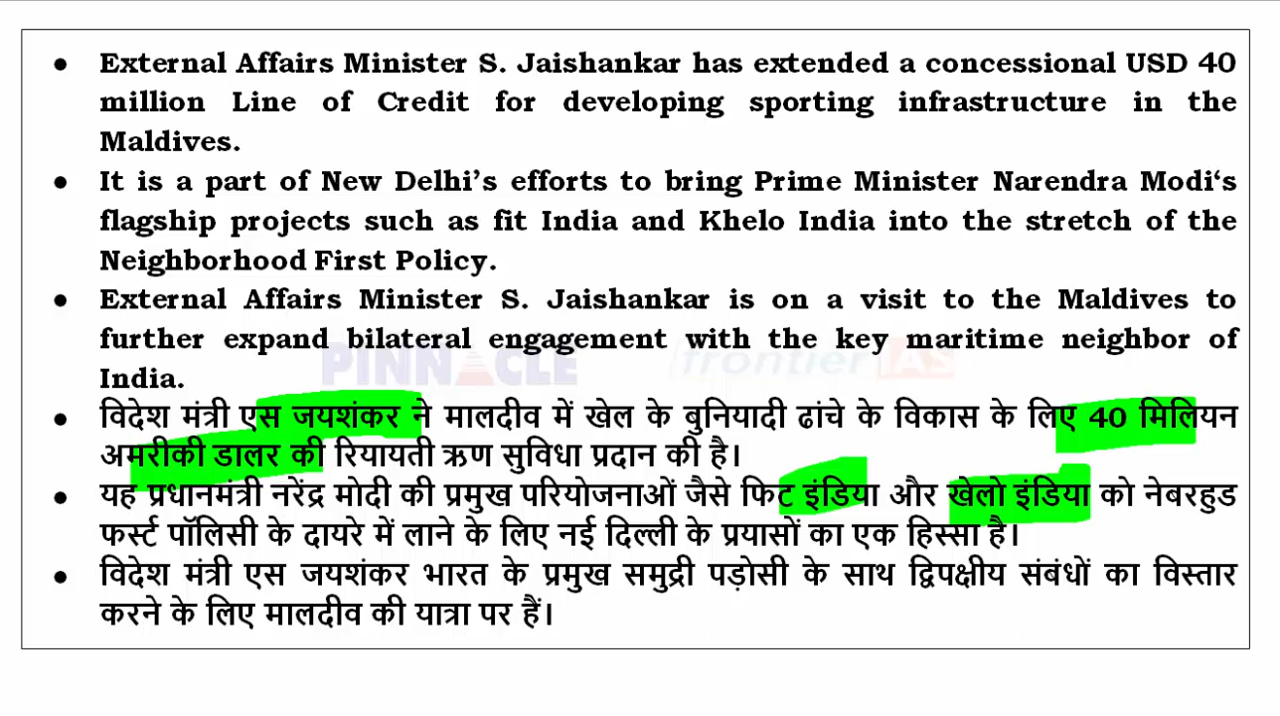 ● External Affairs Minister S. Jaishankar has extended a concessional USD 40
million Line of Credit for developing sporting infrastructure in the
Maldives.
● It is a part of New Delhi’s efforts to bring Prime Minister Narendra Modi‘s
flagship projects such as fit India and Khelo India into the stretch of the
Neighborhood First Policy.
● External Affairs Minister S. Jaishankar is on a visit to the Maldives to
further expand bilateral engagement with the key maritime neighbor of
PINNACLE frontier IAS
India.
● विदेश मंत्री एस जयशंकर ने मालदीव में खेल के बुनियादी ढांचे के विकास के लिए 40 मिलियन
अमरीकी डालर की रियायती ऋण सुविधा प्रदान की है।
● यह प्रधानमंत्री नरेंद्र मोदी की प्रमुख परियोजनाओं जैसे फिट इंडिया और खेलो इंडिया को नेबरहुड
फर्स्ट पॉलिसी के दायरे में लाने के लिए नई दिल्ली के प्रयासों का एक हिस्सा है।
● विदेश मंत्री एस जयशंकर भारत के प्रमुख समुद्री पड़ोसी के साथ द्विपक्षीय संबंधों का विस्तार
करने के लिए मालदीव की यात्रा पर हैं।